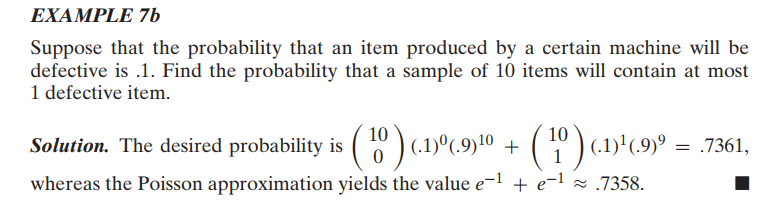 EXAMPLE 7b
Suppose that the probability that an item produced by a certain machine will be
defective is .1. Find the probability that a sample of 10 items will contain at most
1 defective item.
Solution. The desired probability is (10 0)(.1)⁰(.9)¹⁰ + (10 1)(.1)¹(.9)⁹ = .7361,
whereas the Poisson approximation yields the value e⁻¹ + e⁻¹ ≈ .7358. ■